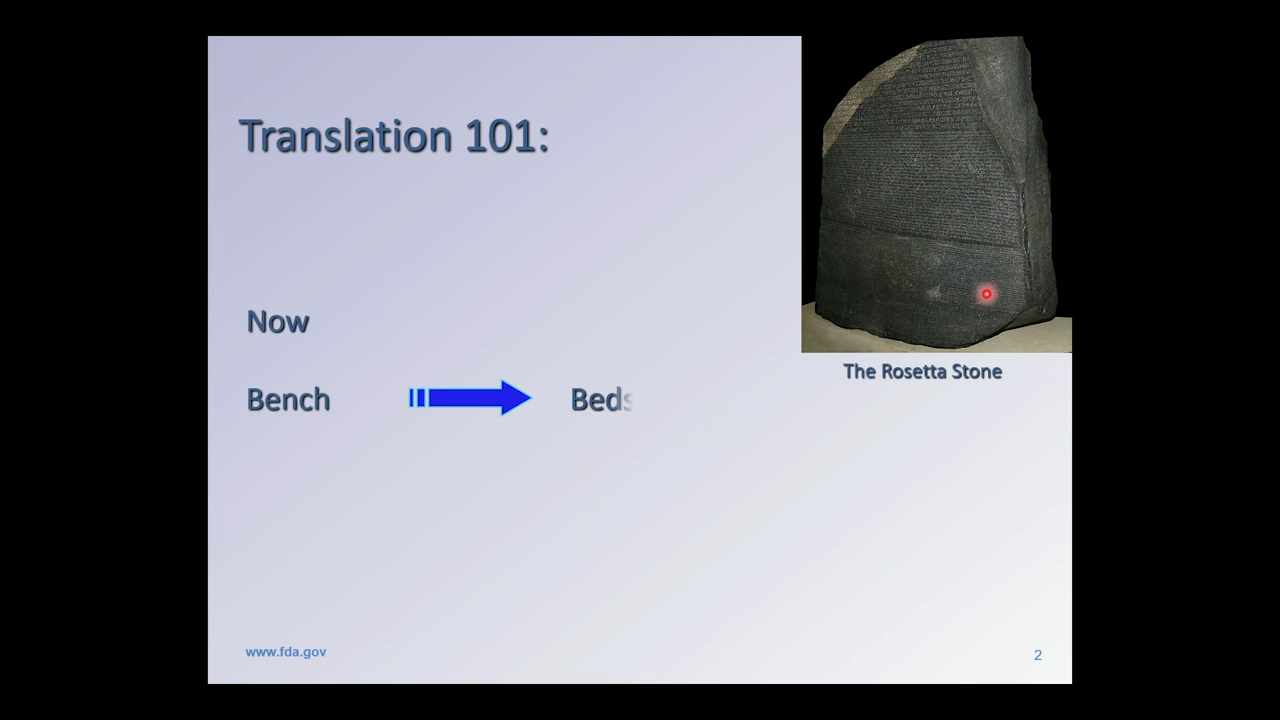 Translation 101:
Now
Bench
Beds
The Rosetta Stone
www.fda.gov
2